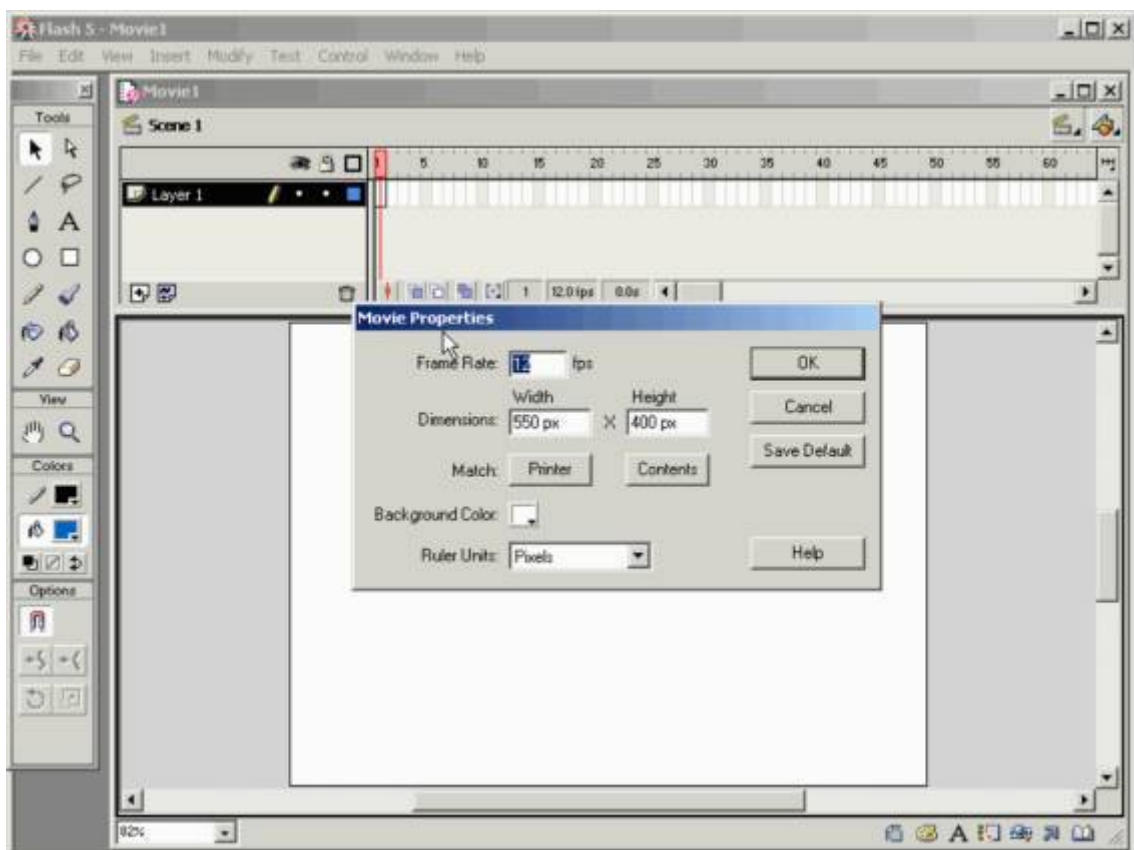 Flash 5 - Movie1
File Edit View Insert Modify Text Control Window Help
Movie1
Tools
Scene 1
5 10 15 20 25 30 35 40 45 50 55 60
Layer 1
1 12.0 fps 0.0s
Movie Properties
Frame Rate: 12 fps
OK
Width Height
Dimensions: 550 px X 400 px
Cancel
Match: Printer Contents
Save Default
Background Color:
Ruler Units: Pixels
Help
View
Colors
Options
82%